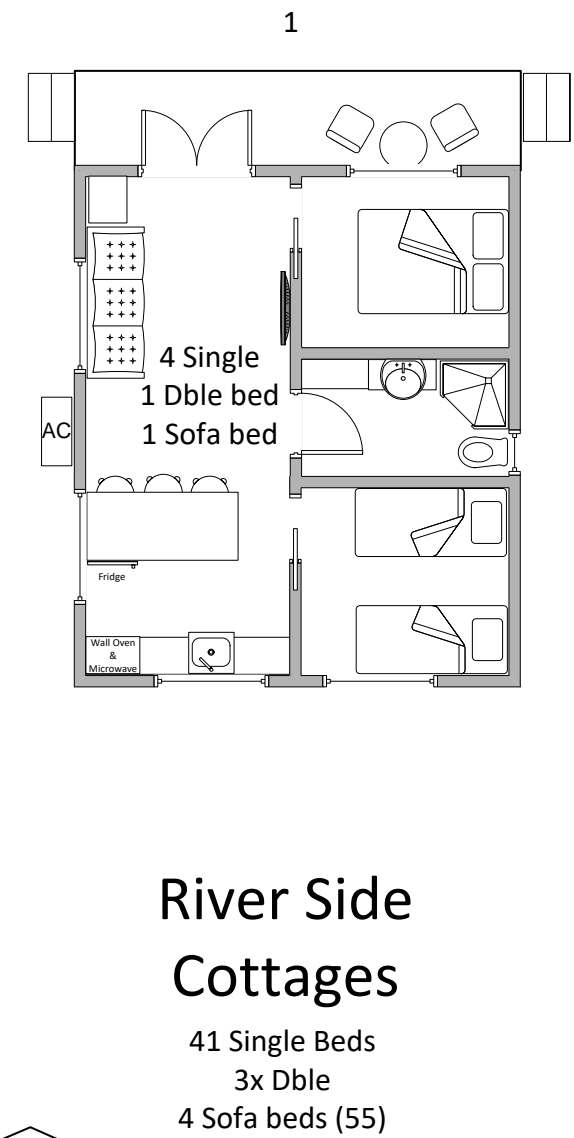 1
4 Single
1 Dble bed
1 Sofa bed
AC
Fridge
Wall Oven
&
Microwave
River Side
Cottages
41 Single Beds
3x Dble
4 Sofa beds (55)